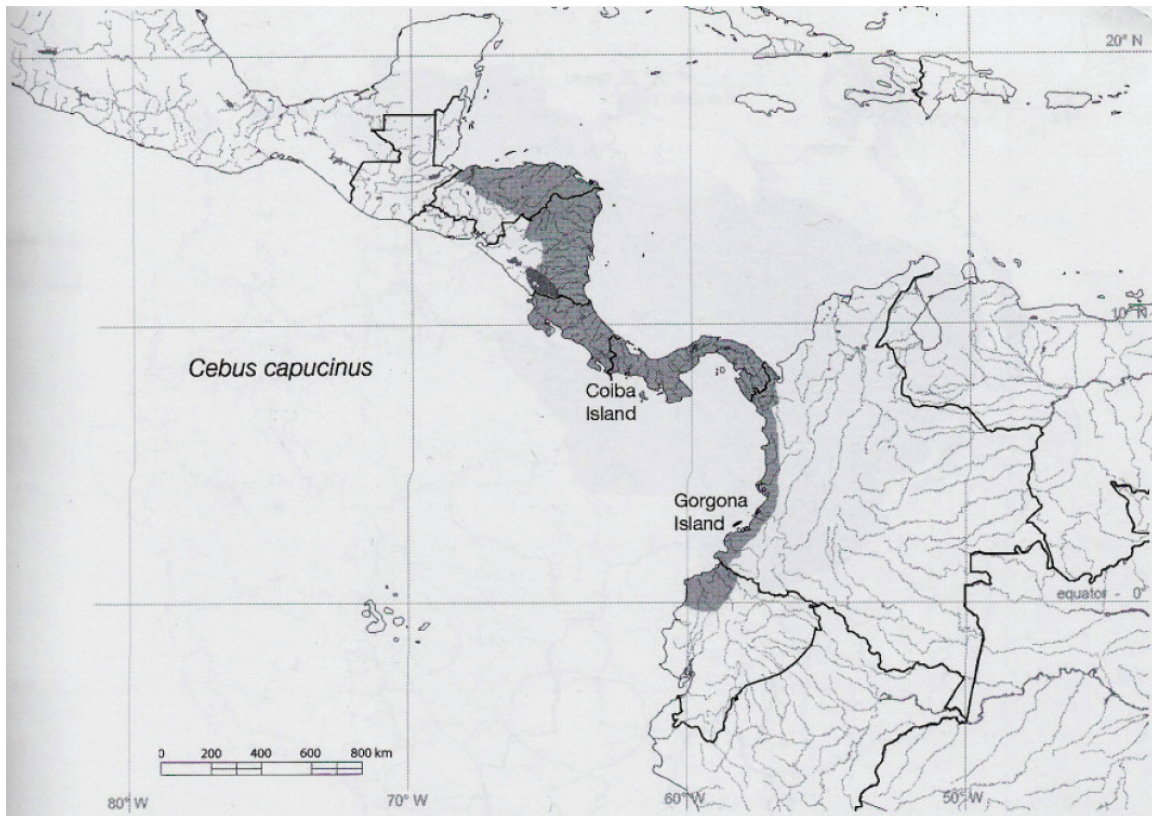 20° N
10° N
Cebus capucinus
Coiba
Island
Gorgona
Island
equator - 0°
0 200 400 600 800 km
80° W
70° W
60° W
50° W